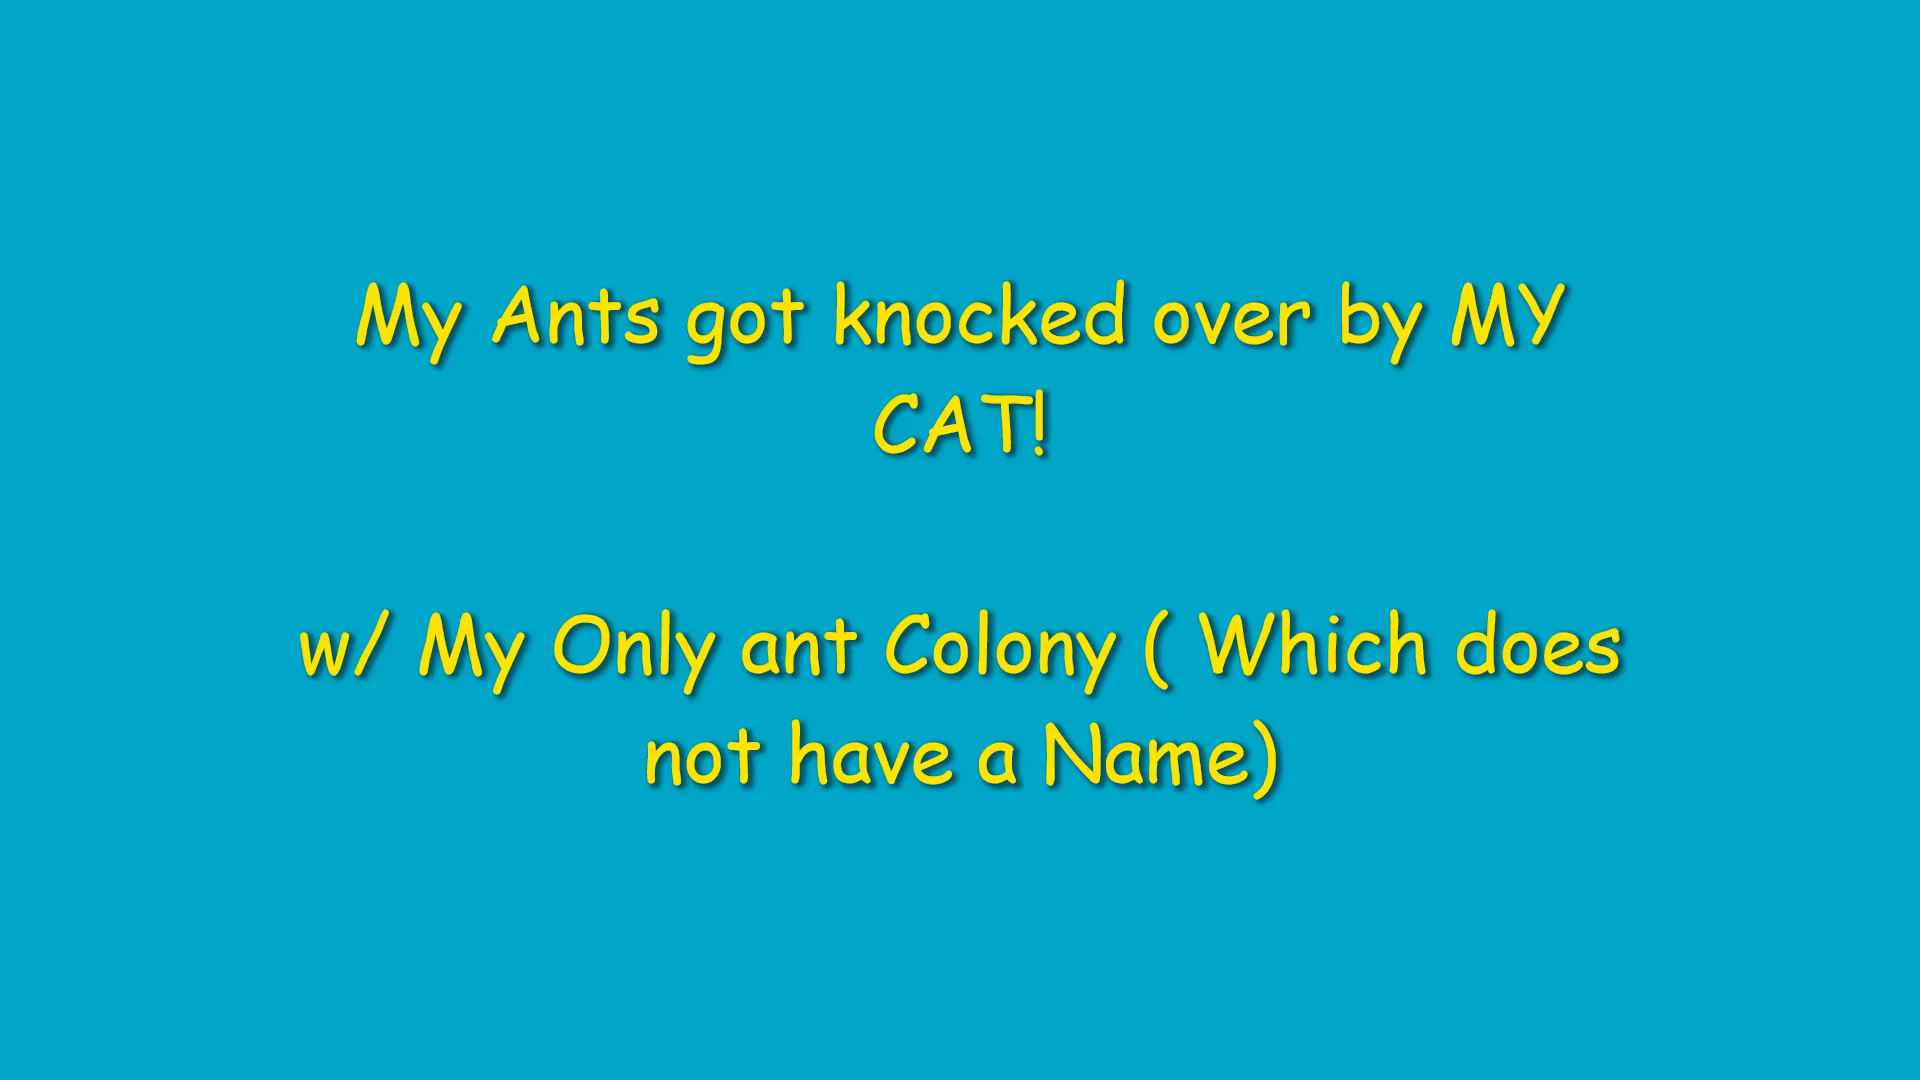 My Ants got knocked over by MY
CAT!
w/ My Only ant Colony ( Which does
not have a Name)